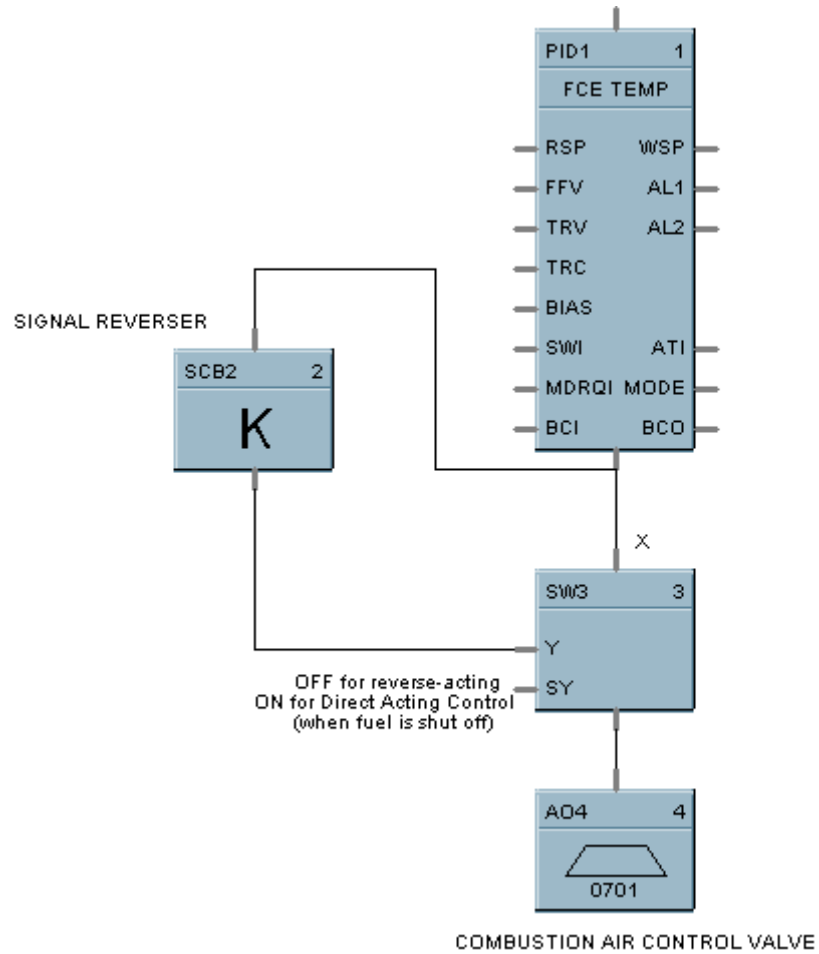 PID1 1
FCE TEMP
RSP WSP
FFV AL1
TRV AL2
TRC
BIAS
SWI ATI
MDRQI MODE
BCI BCO
SIGNAL REVERSER
SCB2 2
K
X
SW3 3
Y
SY
OFF for reverse-acting
ON for Direct Acting Control
(when fuel is shut off)
AO4 4
0701
COMBUSTION AIR CONTROL VALVE